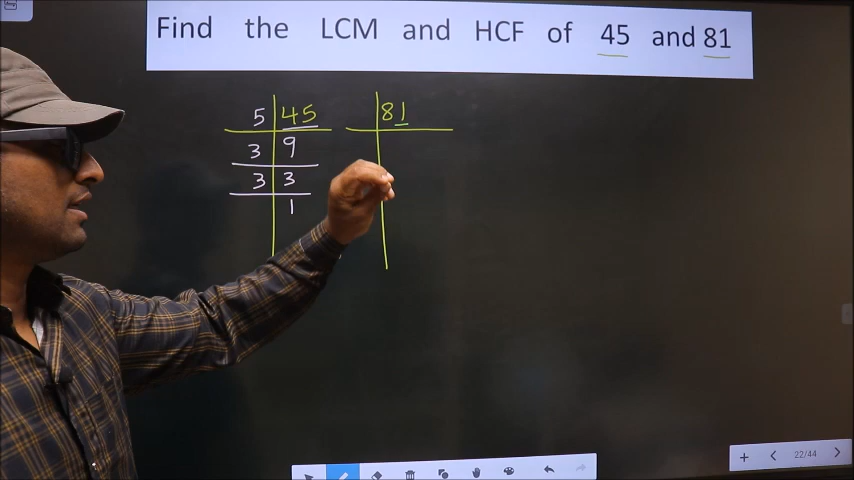 Find the LCM and HCF of 45 and 81
5 45 81
3 9
3 3
1
22/44